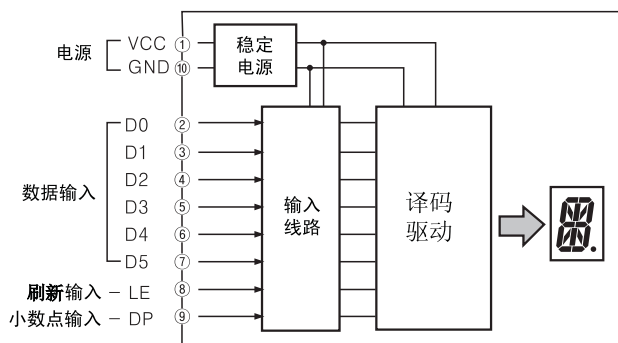 电源
VCC ①
GND ⑩
稳定
电源
数据输入
D0 ②
D1 ③
D2 ④
D3 ⑤
D4 ⑥
D5 ⑦
刷新输入 – LE ⑧
小数点输入 – DP ⑨
输入
线路
译码
驱动